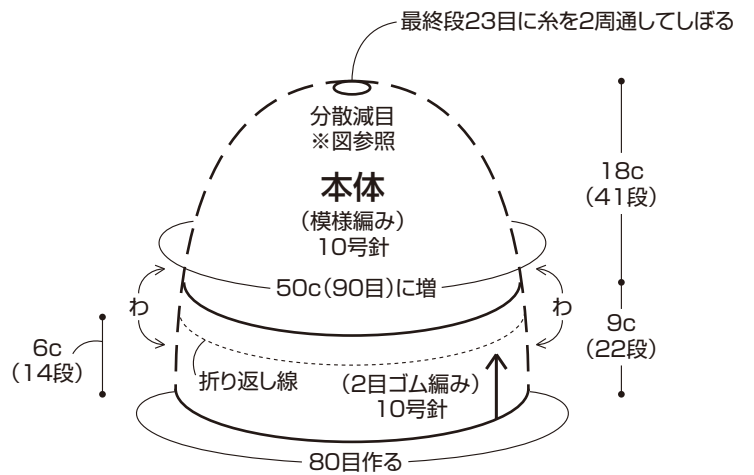 最終段23目に糸を2周通してしぼる
分散減目
※図参照
本体
(模様編み)
10号針
18c
(41段)
50c(90目)に増
わ
わ
9c
(22段)
6c
(14段)
折り返し線
(2目ゴム編み)
10号針
80目作る